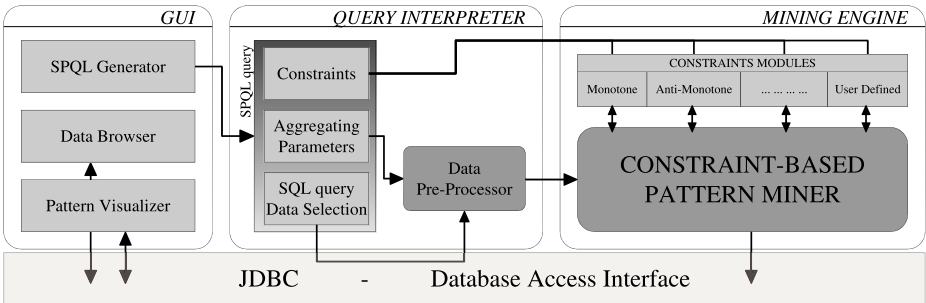 GUI
SPQL Generator
Data Browser
Pattern Visualizer
QUERY INTERPRETER
SPQL query
Constraints
Aggregating
Parameters
SQL query
Data Selection
Data
Pre-Processor
MINING ENGINE
CONSTRAINTS MODULES
Monotone Anti-Monotone ... ... ... ... User Defined
CONSTRAINT-BASED
PATTERN MINER
JDBC - Database Access Interface